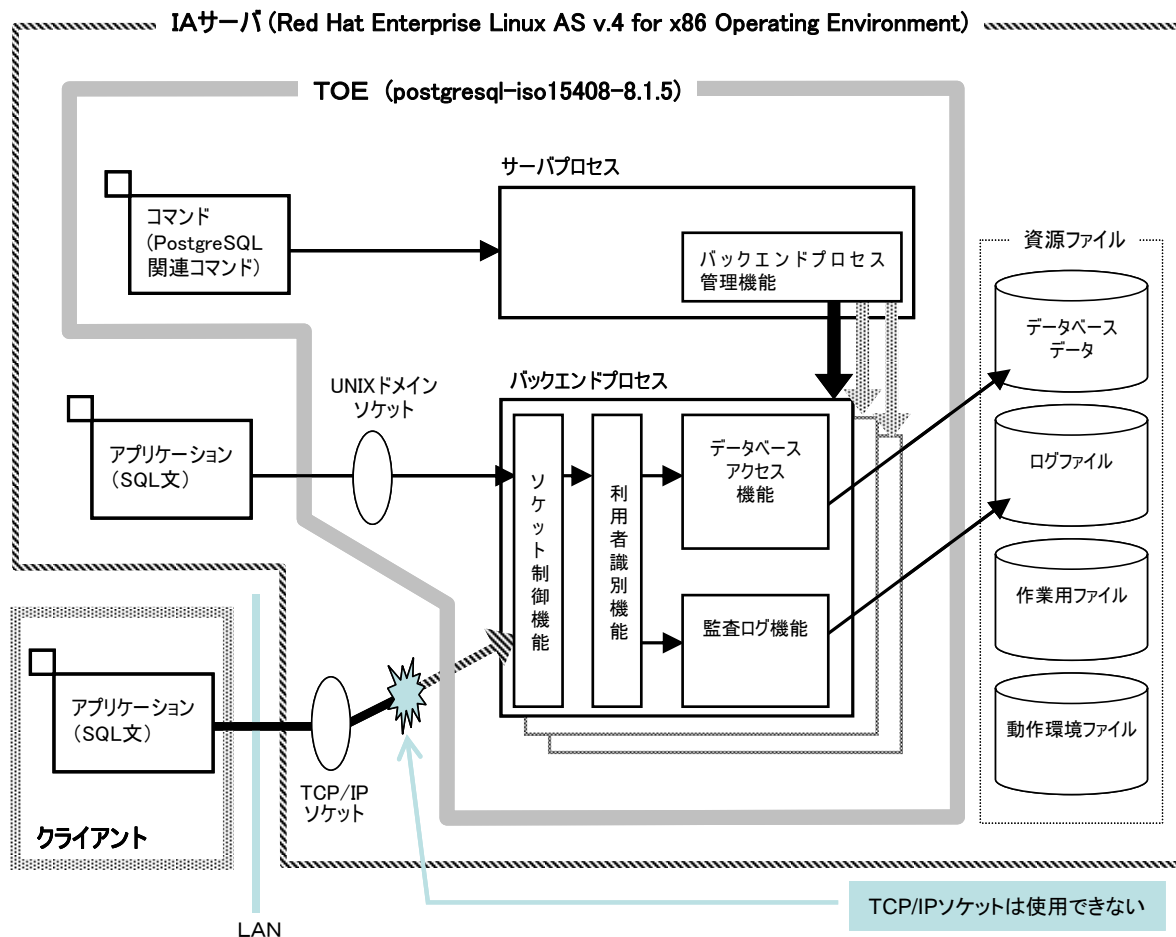 IAサーバ (Red Hat Enterprise Linux AS v.4 for x86 Operating Environment)
TOE (postgresql-iso15408-8.1.5)
サーバプロセス
コマンド
(PostgreSQL
関連コマンド)
バックエンドプロセス
管理機能
資源ファイル
データベース
データ
UNIXドメイン
ソケット
バックエンドプロセス
アプリケーション
(SQL文)
ソケット制御機能
利用者識別機能
データベース
アクセス
機能
ログファイル
監査ログ機能
作業用ファイル
アプリケーション
(SQL文)
動作環境ファイル
TCP/IP
ソケット
クライアント
TCP/IPソケットは使用できない
LAN